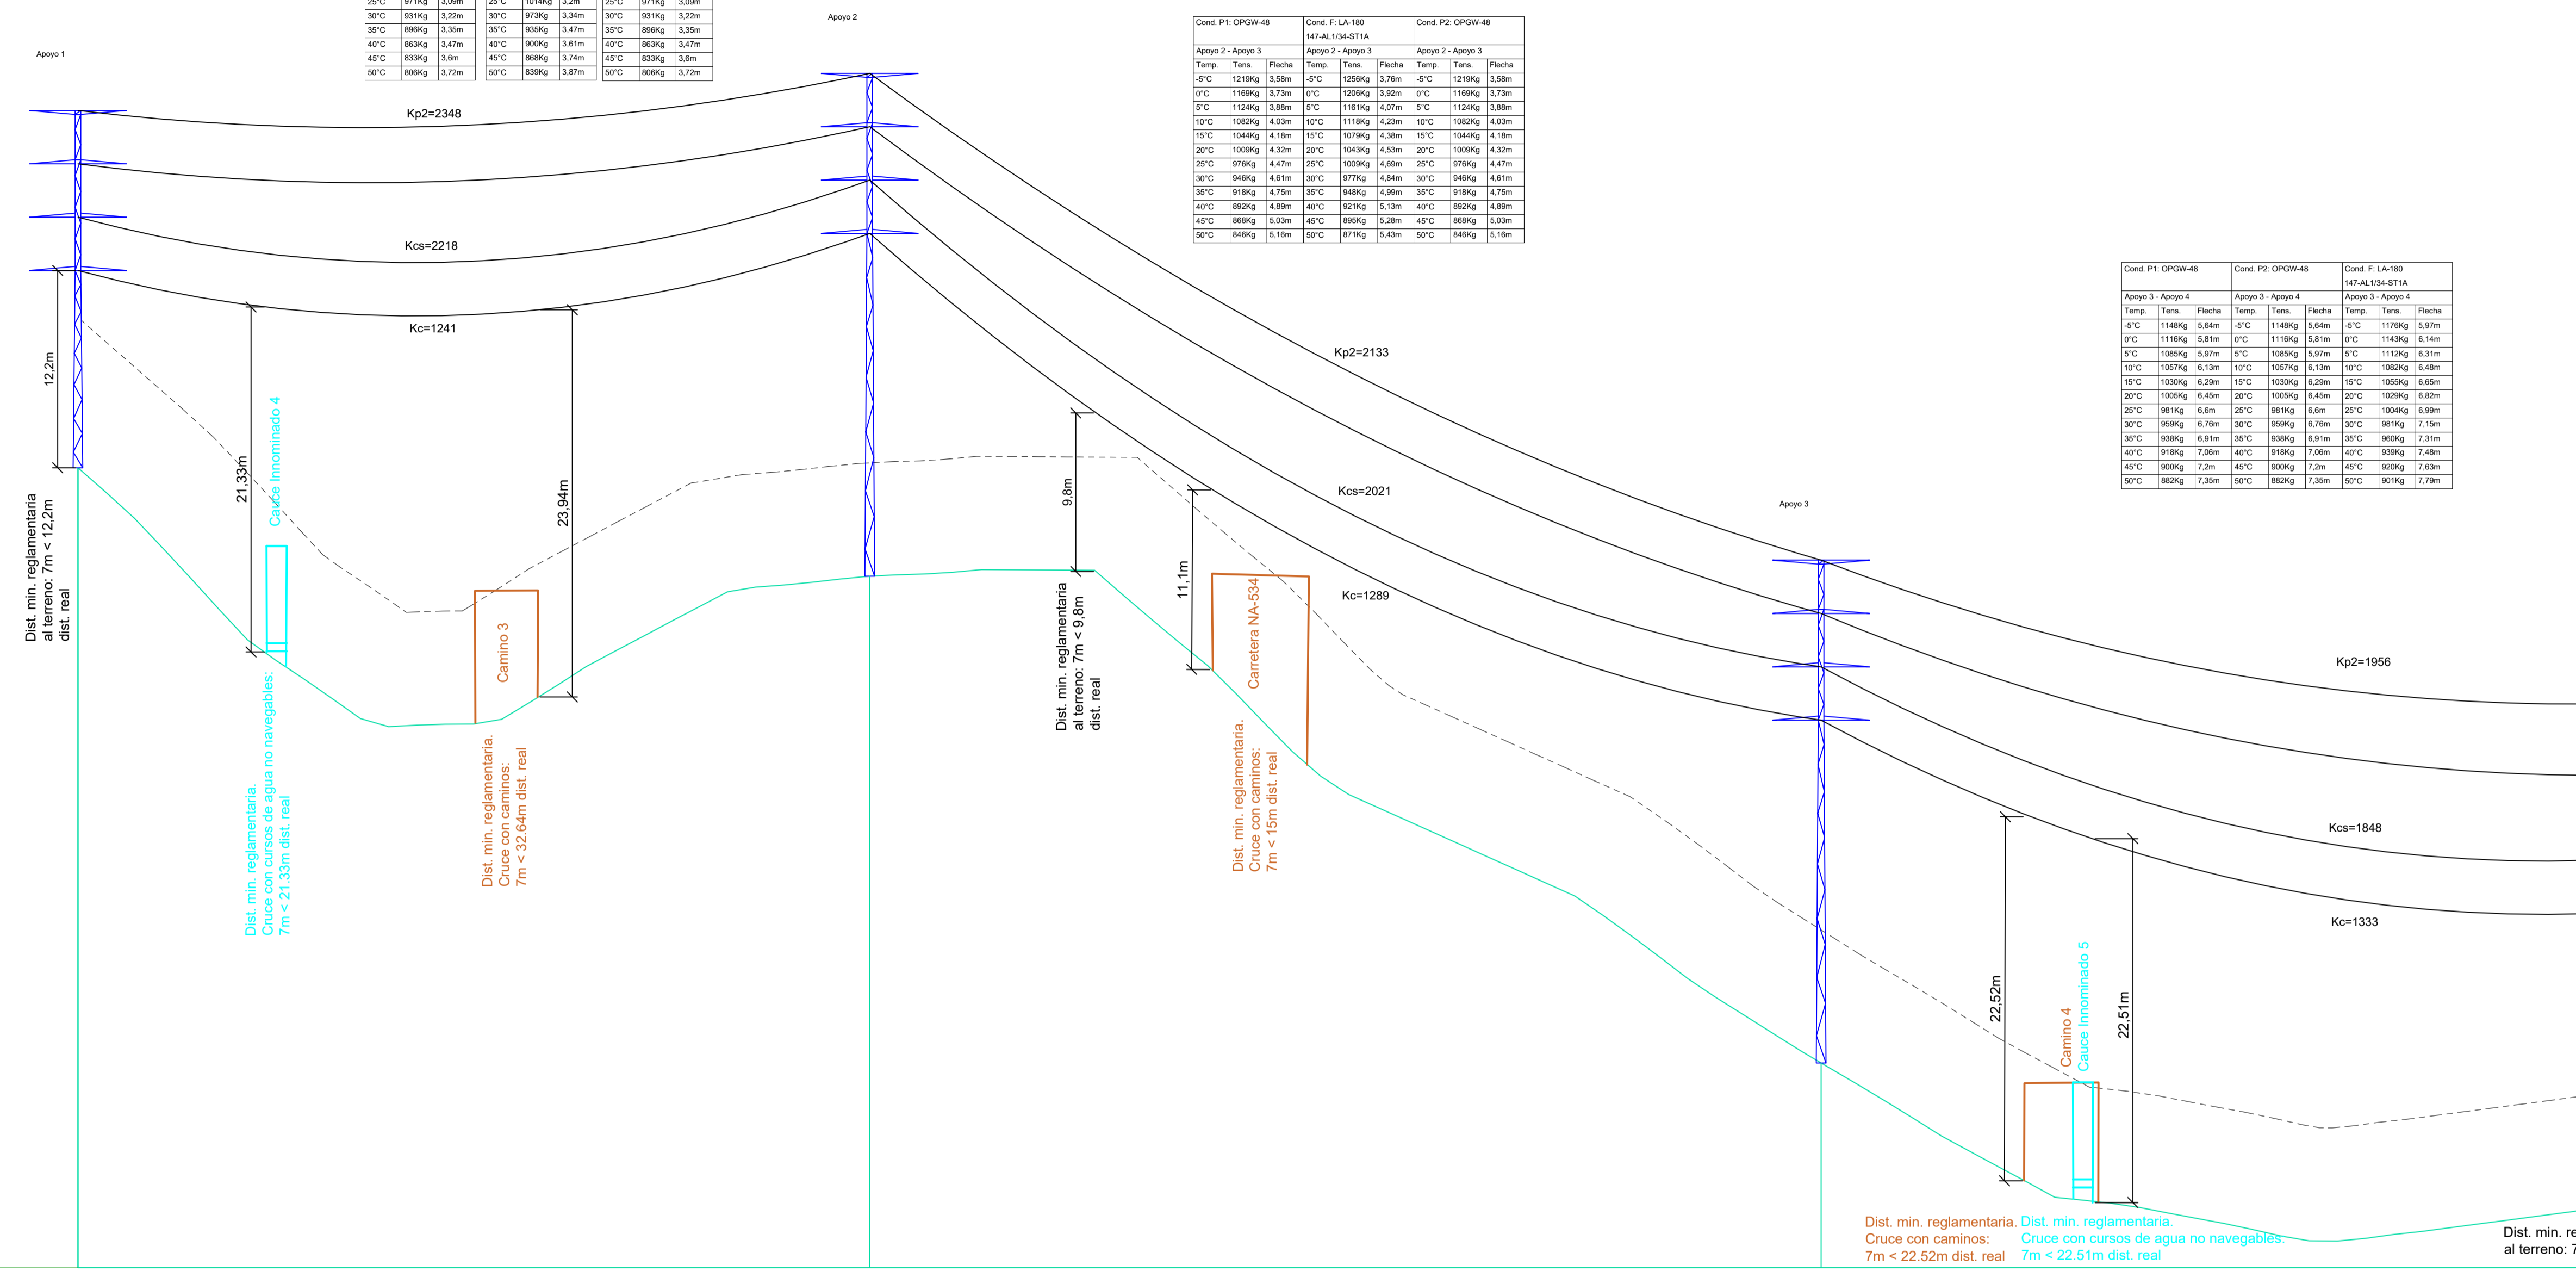 25°C 971Kg 3,09m 25°C 1014Kg 3,2m 25°C 971Kg 3,09m
30°C 931Kg 3,22m 30°C 973Kg 3,34m 30°C 931Kg 3,22m
35°C 896Kg 3,35m 35°C 935Kg 3,47m 35°C 896Kg 3,35m
40°C 863Kg 3,47m 40°C 900Kg 3,61m 40°C 863Kg 3,47m
45°C 833Kg 3,6m 45°C 868Kg 3,74m 45°C 833Kg 3,6m
50°C 806Kg 3,72m 50°C 839Kg 3,87m 50°C 806Kg 3,72m
Apoyo 1
Apoyo 2
Cond. P1: OPGW-48 Cond. F: LA-180 Cond. P2: OPGW-48
147-AL1/34-ST1A
Apoyo 2 - Apoyo 3 Apoyo 2 - Apoyo 3 Apoyo 2 - Apoyo 3
Temp. Tens. Flecha Temp. Tens. Flecha Temp. Tens. Flecha
-5°C 1219Kg 3,58m -5°C 1256Kg 3,76m -5°C 1219Kg 3,58m
0°C 1169Kg 3,73m 0°C 1206Kg 3,92m 0°C 1169Kg 3,73m
5°C 1124Kg 3,88m 5°C 1161Kg 4,07m 5°C 1124Kg 3,88m
10°C 1082Kg 4,03m 10°C 1118Kg 4,23m 10°C 1082Kg 4,03m
15°C 1044Kg 4,18m 15°C 1079Kg 4,38m 15°C 1044Kg 4,18m
20°C 1009Kg 4,32m 20°C 1043Kg 4,53m 20°C 1009Kg 4,32m
25°C 976Kg 4,47m 25°C 1009Kg 4,69m 25°C 976Kg 4,47m
30°C 946Kg 4,61m 30°C 977Kg 4,84m 30°C 946Kg 4,61m
35°C 918Kg 4,75m 35°C 948Kg 4,99m 35°C 918Kg 4,75m
40°C 892Kg 4,89m 40°C 921Kg 5,13m 40°C 892Kg 4,89m
45°C 868Kg 5,03m 45°C 895Kg 5,28m 45°C 868Kg 5,03m
50°C 846Kg 5,16m 50°C 871Kg 5,43m 50°C 846Kg 5,16m
Cond. P1: OPGW-48 Cond. P2: OPGW-48 Cond. F: LA-180
147-AL1/34-ST1A
Apoyo 3 - Apoyo 4 Apoyo 3 - Apoyo 4 Apoyo 3 - Apoyo 4
Temp. Tens. Flecha Temp. Tens. Flecha Temp. Tens. Flecha
-5°C 1148Kg 5,64m -5°C 1148Kg 5,64m -5°C 1176Kg 5,97m
0°C 1116Kg 5,81m 0°C 1116Kg 5,81m 0°C 1143Kg 6,14m
5°C 1085Kg 5,97m 5°C 1085Kg 5,97m 5°C 1112Kg 6,31m
10°C 1057Kg 6,13m 10°C 1057Kg 6,13m 10°C 1082Kg 6,48m
15°C 1030Kg 6,29m 15°C 1030Kg 6,29m 15°C 1055Kg 6,65m
20°C 1005Kg 6,45m 20°C 1005Kg 6,45m 20°C 1029Kg 6,82m
25°C 981Kg 6,6m 25°C 981Kg 6,6m 25°C 1004Kg 6,99m
30°C 959Kg 6,76m 30°C 959Kg 6,76m 30°C 981Kg 7,15m
35°C 938Kg 6,91m 35°C 938Kg 6,91m 35°C 960Kg 7,31m
40°C 918Kg 7,06m 40°C 918Kg 7,06m 40°C 939Kg 7,48m
45°C 900Kg 7,2m 45°C 900Kg 7,2m 45°C 920Kg 7,63m
50°C 882Kg 7,35m 50°C 882Kg 7,35m 50°C 901Kg 7,79m
Kp2=2348
Kcs=2218
Kc=1241
12,2m
21,33m
Cauce Innominado 4
23,94m
Camino 3
Dist. min. reglamentaria
al terreno: 7m < 12,2m
dist. real
Dist. min. reglamentaria.
Cruce con cursos de agua no navegables:
7m < 21.33m dist. real
Dist. min. reglamentaria.
Cruce con caminos:
7m < 32.64m dist. real
Kp2=2133
Kcs=2021
Kc=1289
9,8m
11,1m
Carretera NA-534
Dist. min. reglamentaria
al terreno: 7m < 9,8m
dist. real
Dist. min. reglamentaria.
Cruce con caminos:
7m < 15m dist. real
Apoyo 3
Kp2=1956
Kcs=1848
Kc=1333
22,52m
Camino 4
Cauce Innominado 5
22,51m
Dist. min. reglamentaria.
Cruce con caminos:
7m < 22.52m dist. real
Dist. min. reglamentaria.
Cruce con cursos de agua no navegables:
7m < 22.51m dist. real
Dist. min. re
al terreno: 7